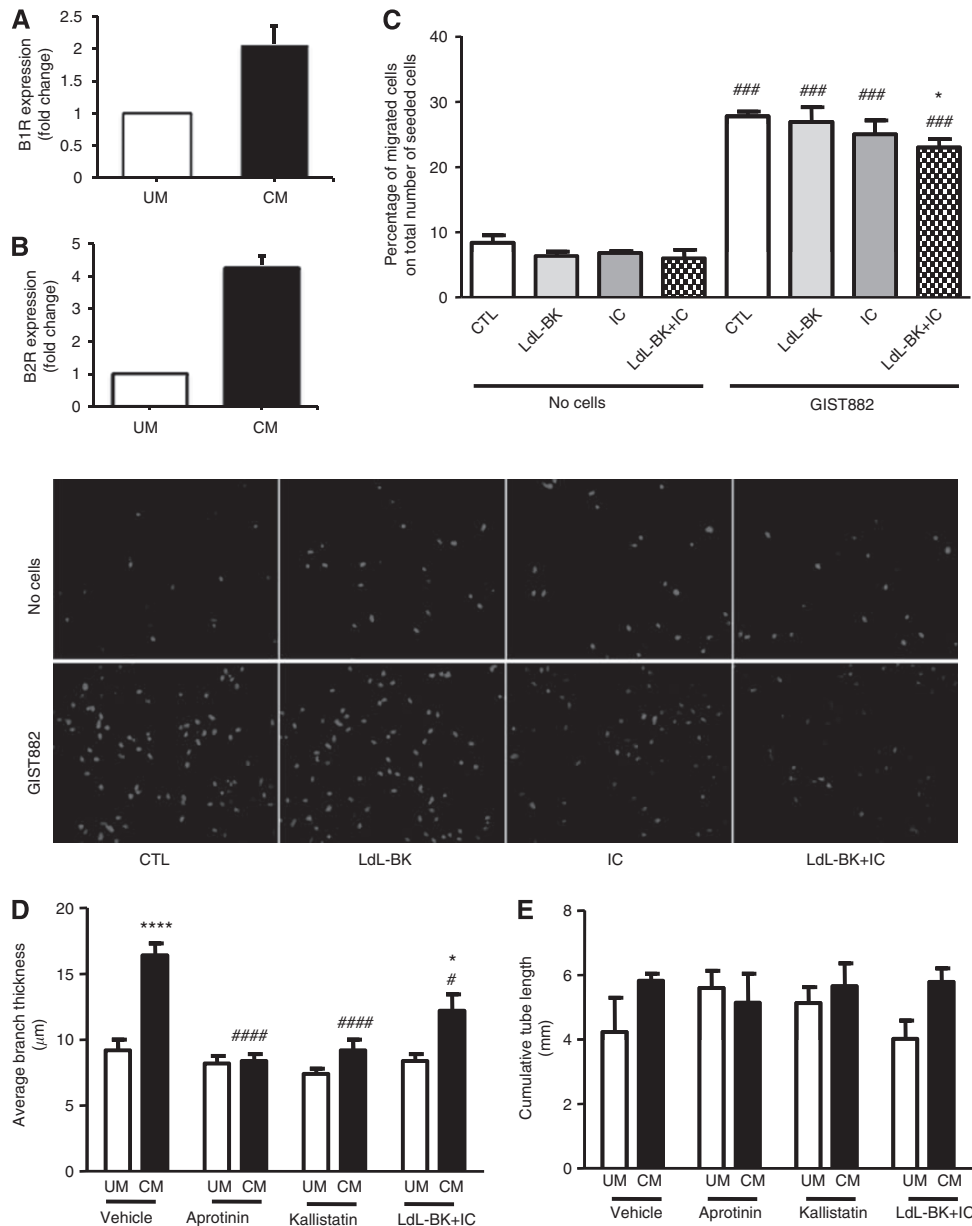 A
B1R expression
(fold change)
2.5
2
1.5
1
0.5
0
UM
CM
B
B2R expression
(fold change)
5
4
3
2
1
0
UM
CM
C
Percentage of migrated cells
on total number of seeded cells
40
30
20
10
0
###
###
###
*
###
CTL
LdL-BK
IC
LdL-BK+IC
CTL
LdL-BK
IC
LdL-BK+IC
No cells
GIST882
No cells
GIST882
CTL
LdL-BK
IC
LdL-BK+IC
D
Average branch thickness
(μm)
20
15
10
5
0
****
####
####
*
#
UM CM
UM CM
UM CM
UM CM
Vehicle
Aprotinin
Kallistatin
LdL-BK+IC
E
Cumulative tube length
(mm)
8
6
4
2
0
UM CM
UM CM
UM CM
UM CM
Vehicle
Aprotinin
Kallistatin
LdL-BK+IC